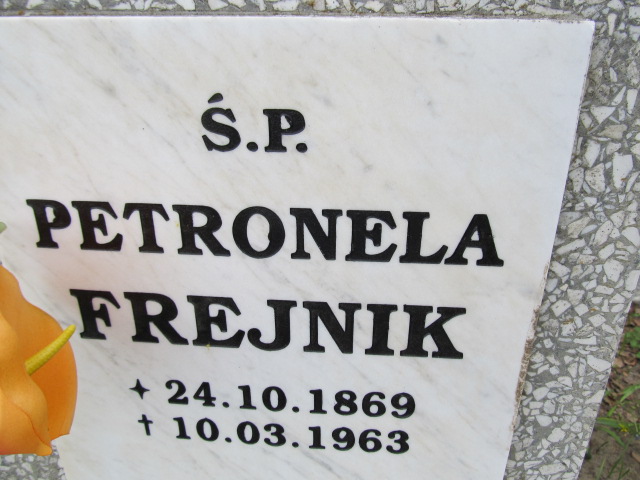 Ś.P.
PETRONELA
FREJNIK
✦ 24.10.1869
† 10.03.1963